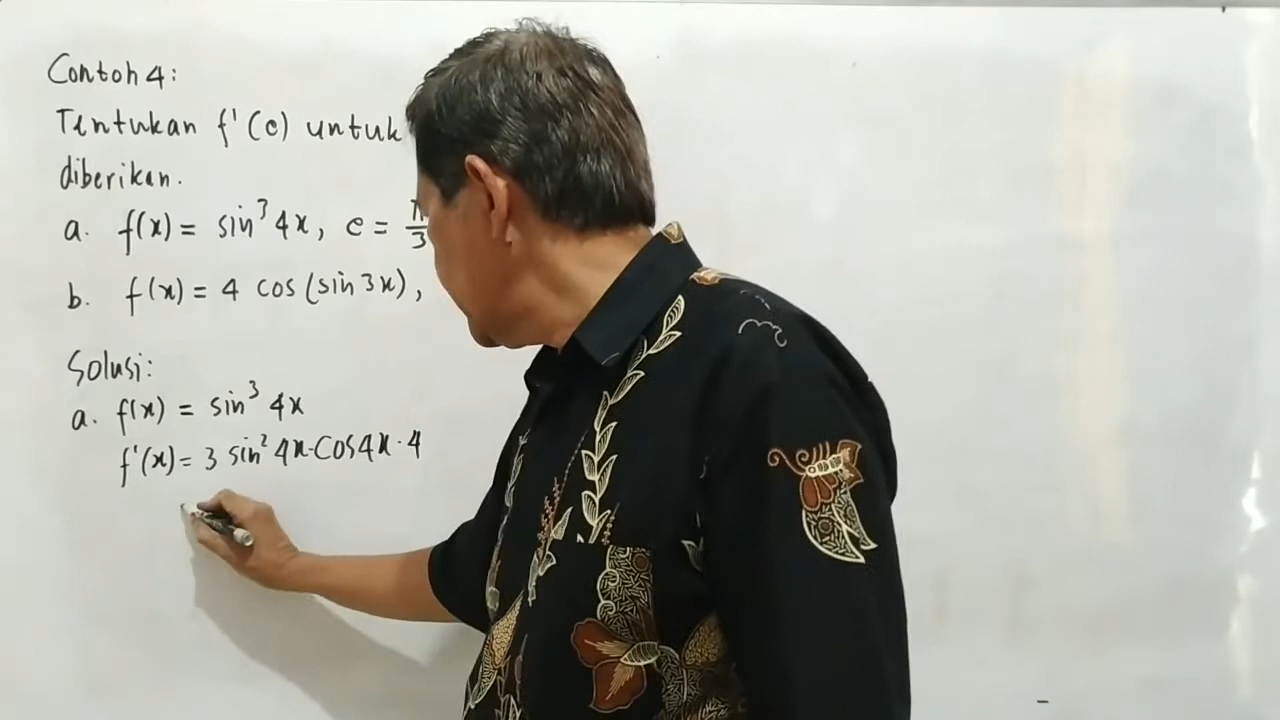 Contoh 4:
Tentukan f'(c) untuk
diberikan.
a. f(x) = sin³ 4x, c = π/3
b. f(x) = 4 cos (sin 3x),
Solusi:
a. f(x) = sin³ 4x
f'(x) = 3 sin² 4x · cos 4x · 4